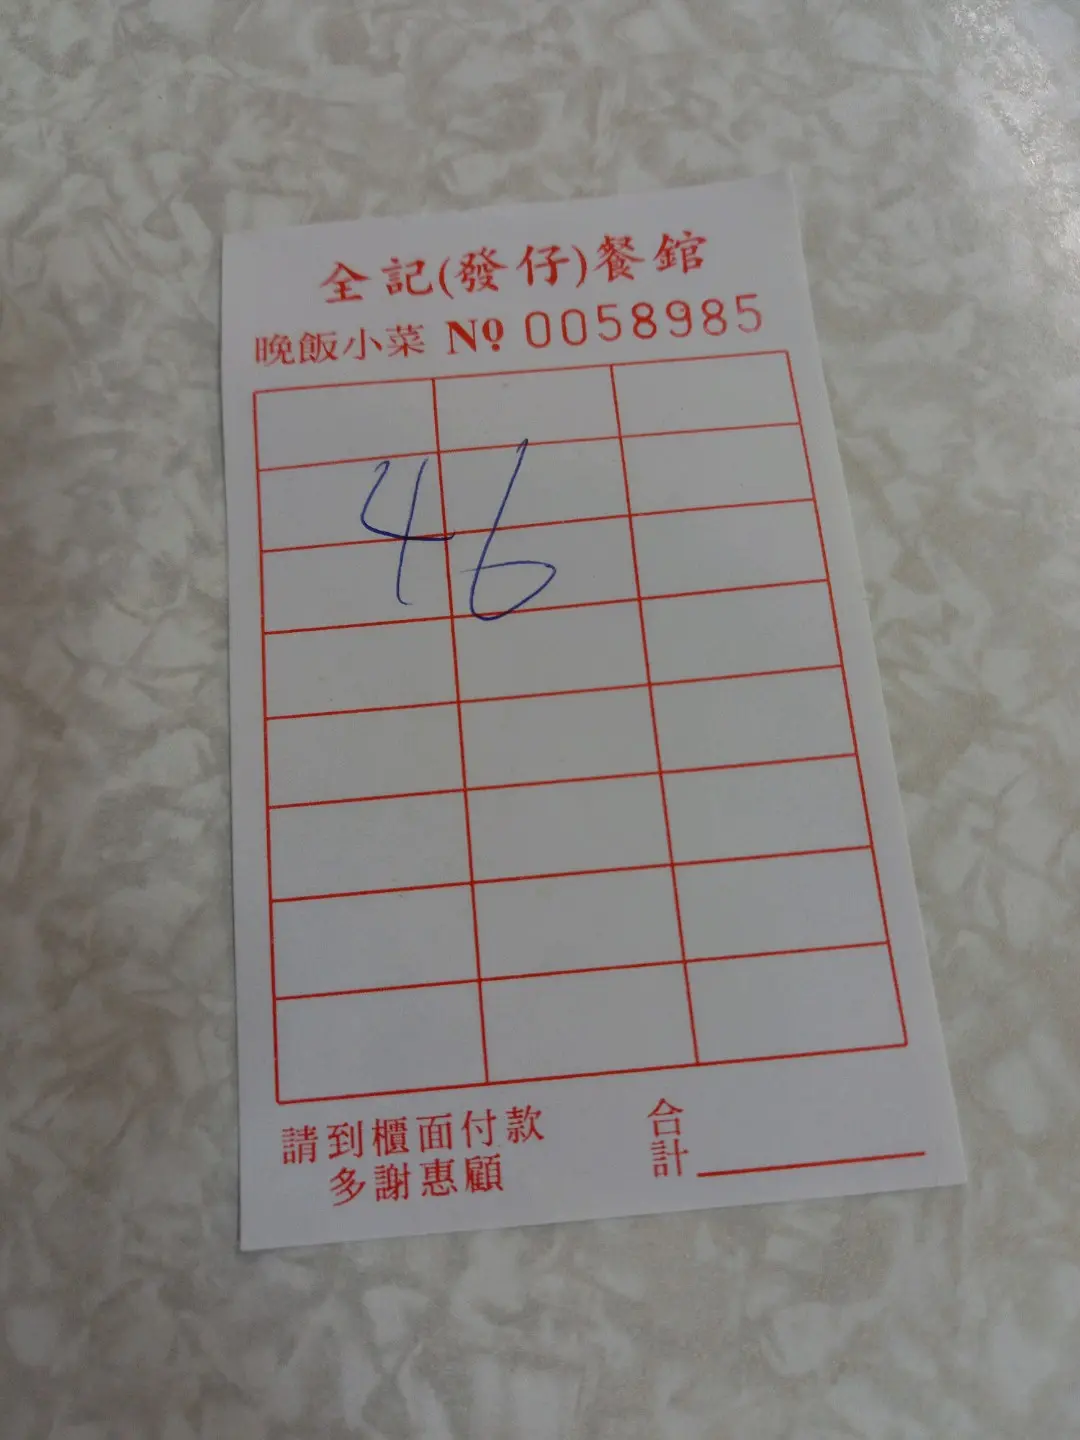 全記(發仔)餐館
晚飯小菜 Nº 0058985
46
請到櫃面付款
多謝惠顧
合計